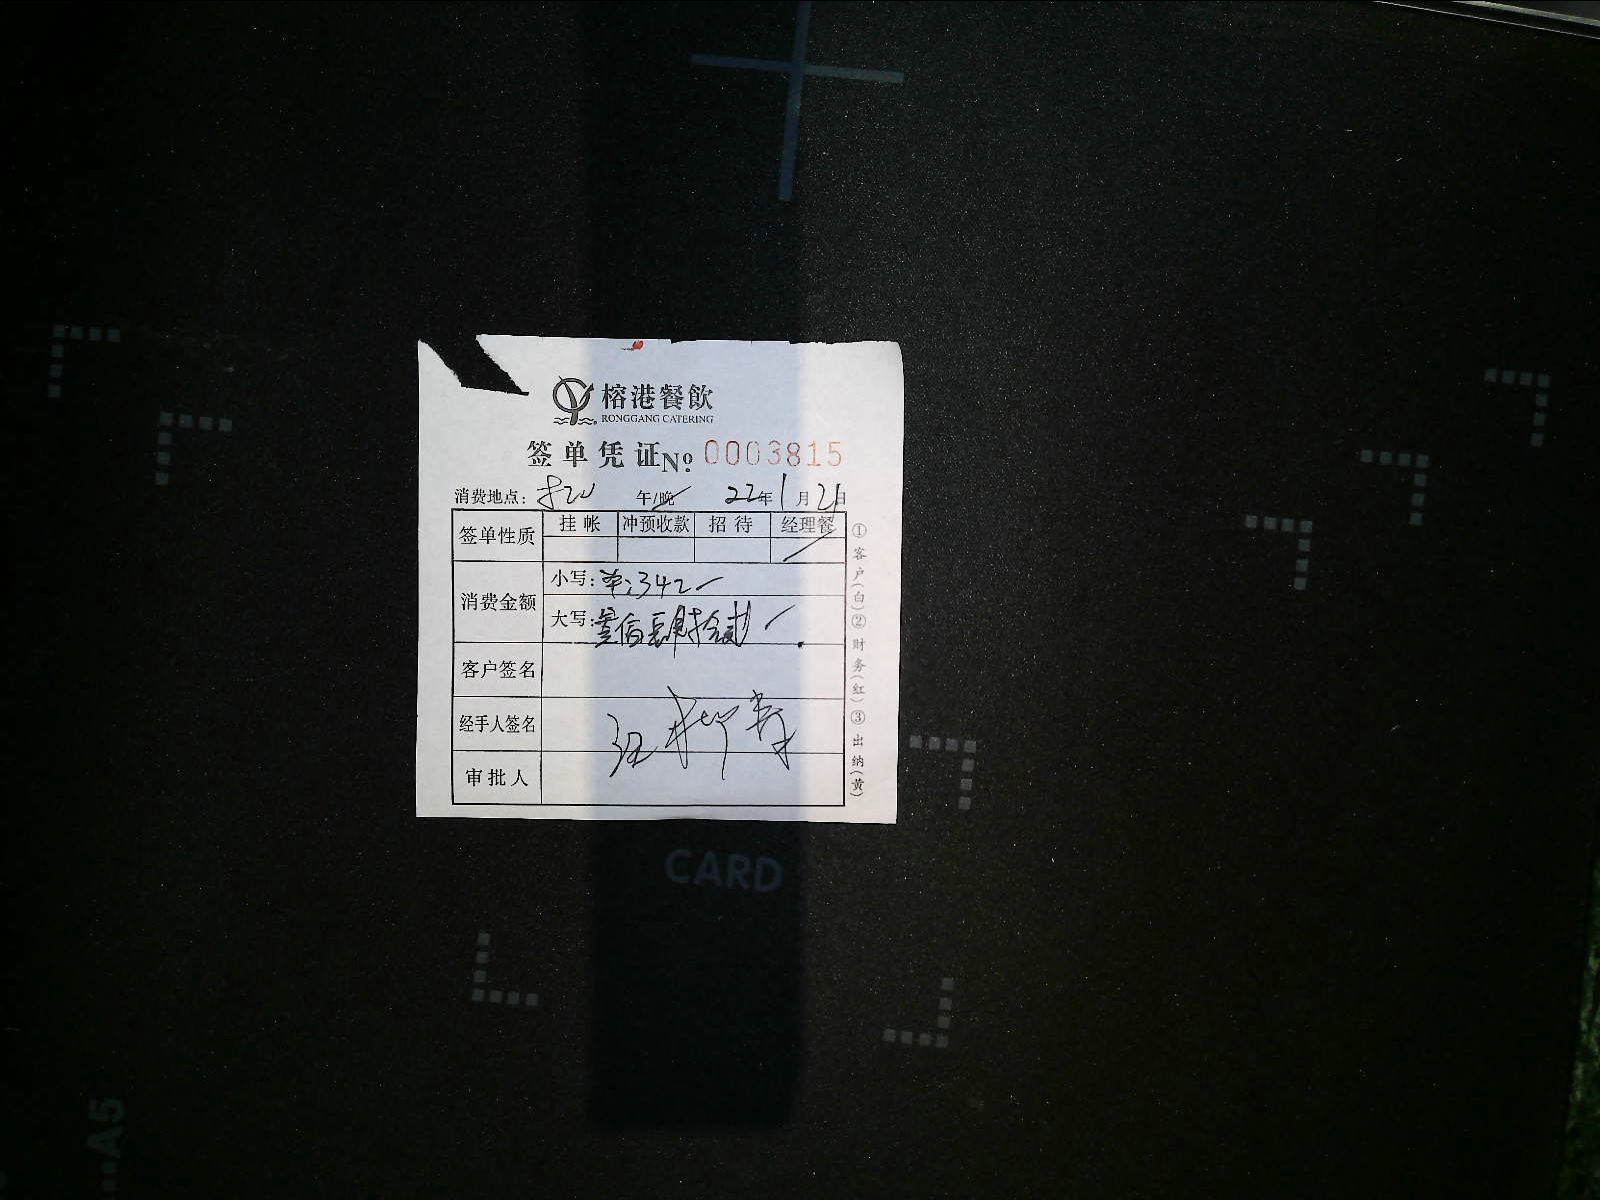 榕港餐飲
RONGGANG CATERING
签单凭证 Nº 0003815
消费地点: 午/晚 22年1月21日
签单性质 挂帐 冲预收款 招待 经理餐
消费金额 小写: 342
大写:
客户签名
经手人签名
审批人
①客户(白)②财务(红)③出纳(黄)
CARD
A5